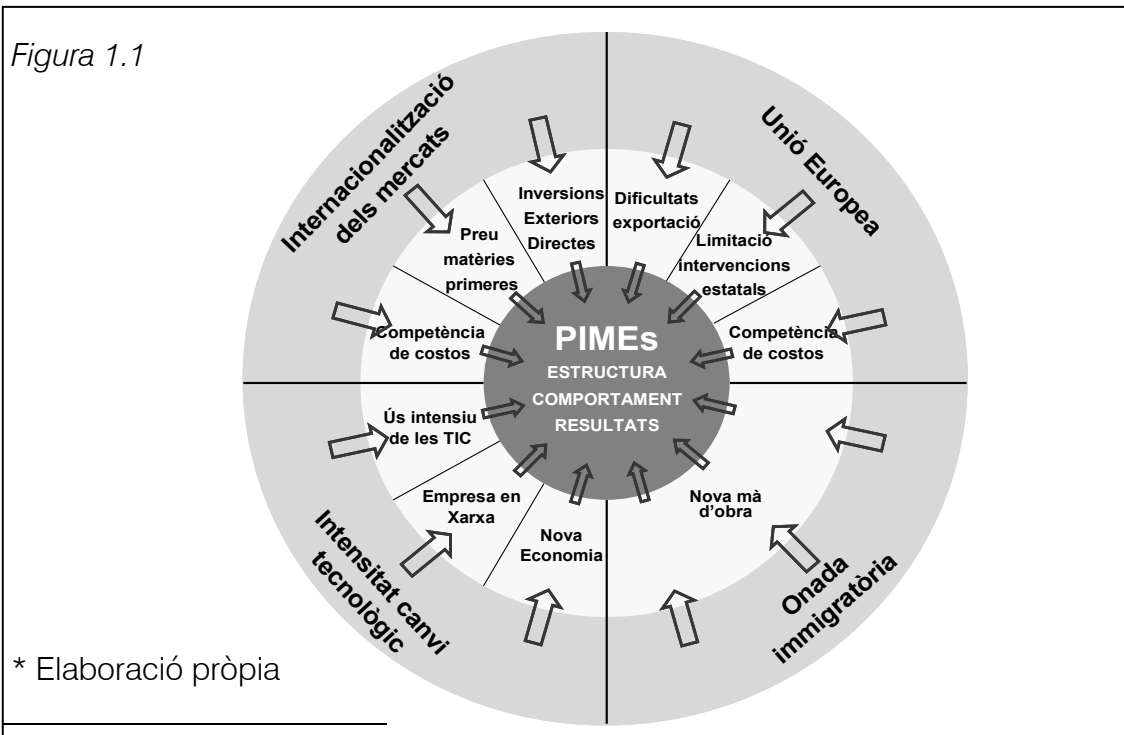 Figura 1.1
Internacionalització
dels mercats
Unió Europea
Inversions
Exteriors
Directes
Dificultats
exportació
Preu
matèries
primeres
Limitació
intervencions
estatals
Competència
de costos
Competència
de costos
PIMEs
ESTRUCTURA
COMPORTAMENT
RESULTATS
Ús intensiu
de les TIC
Empresa en
Xarxa
Nova
Economia
Nova mà
d'obra
Intensitat canvi
tecnològic
Onada
immigratòria
* Elaboració pròpia